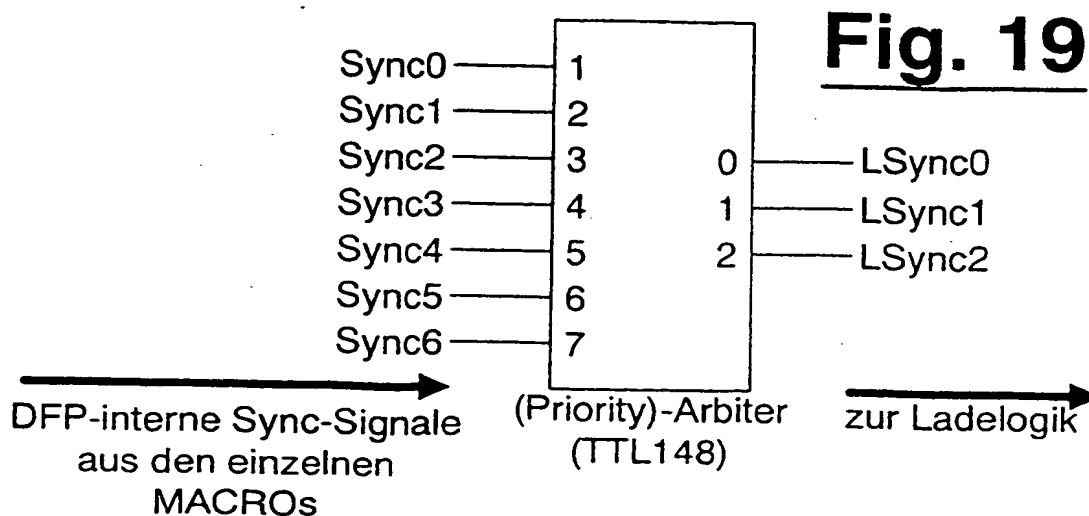 Fig. 19
Sync0 1
Sync1 2
Sync2 3 0 LSync0
Sync3 4 1 LSync1
Sync4 5 2 LSync2
Sync5 6
Sync6 7
DFP-interne Sync-Signale
aus den einzelnen
MACROs
(Priority)-Arbiter
(TTL148)
zur Ladelogik